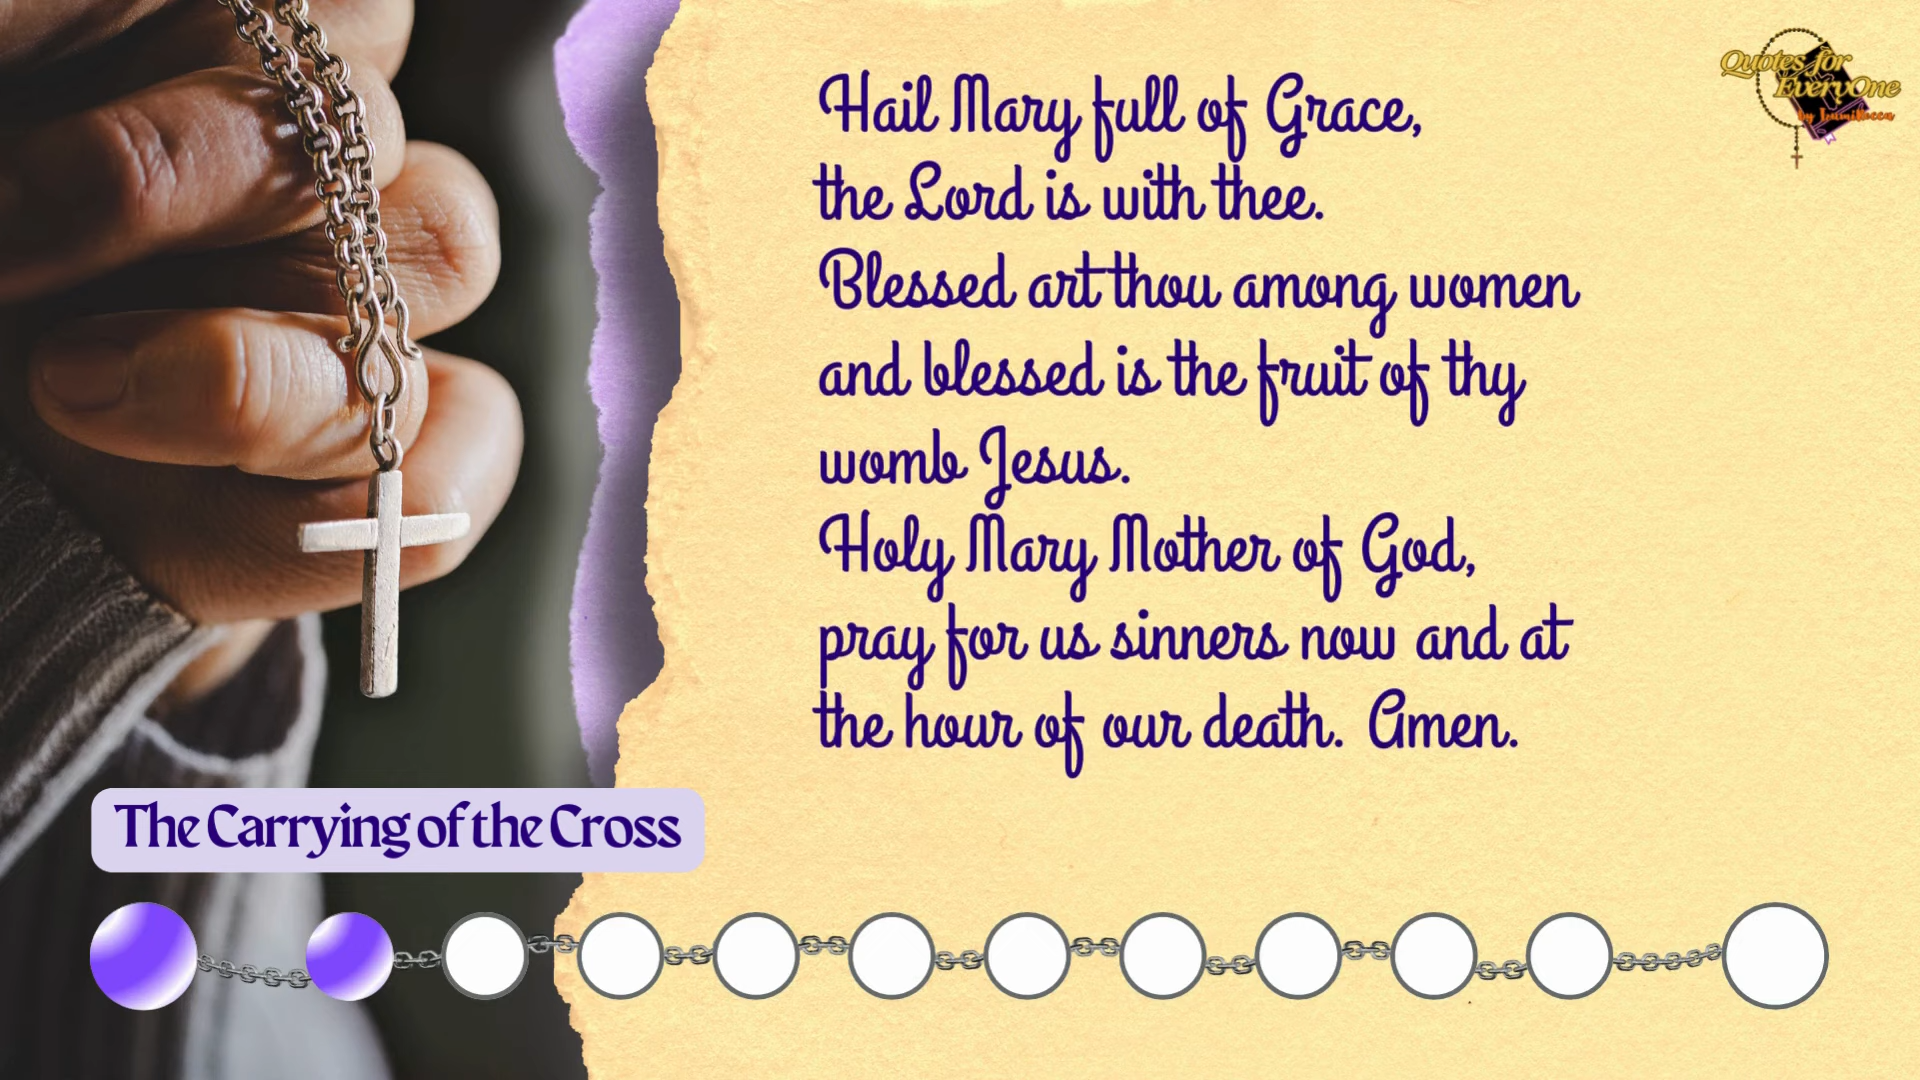 Quotes for
EveryOne
Hail Mary full of Grace,
the Lord is with thee.
Blessed art thou among women
and blessed is the fruit of thy
womb Jesus.
Holy Mary Mother of God,
pray for us sinners now and at
the hour of our death. Amen.
The Carrying of the Cross